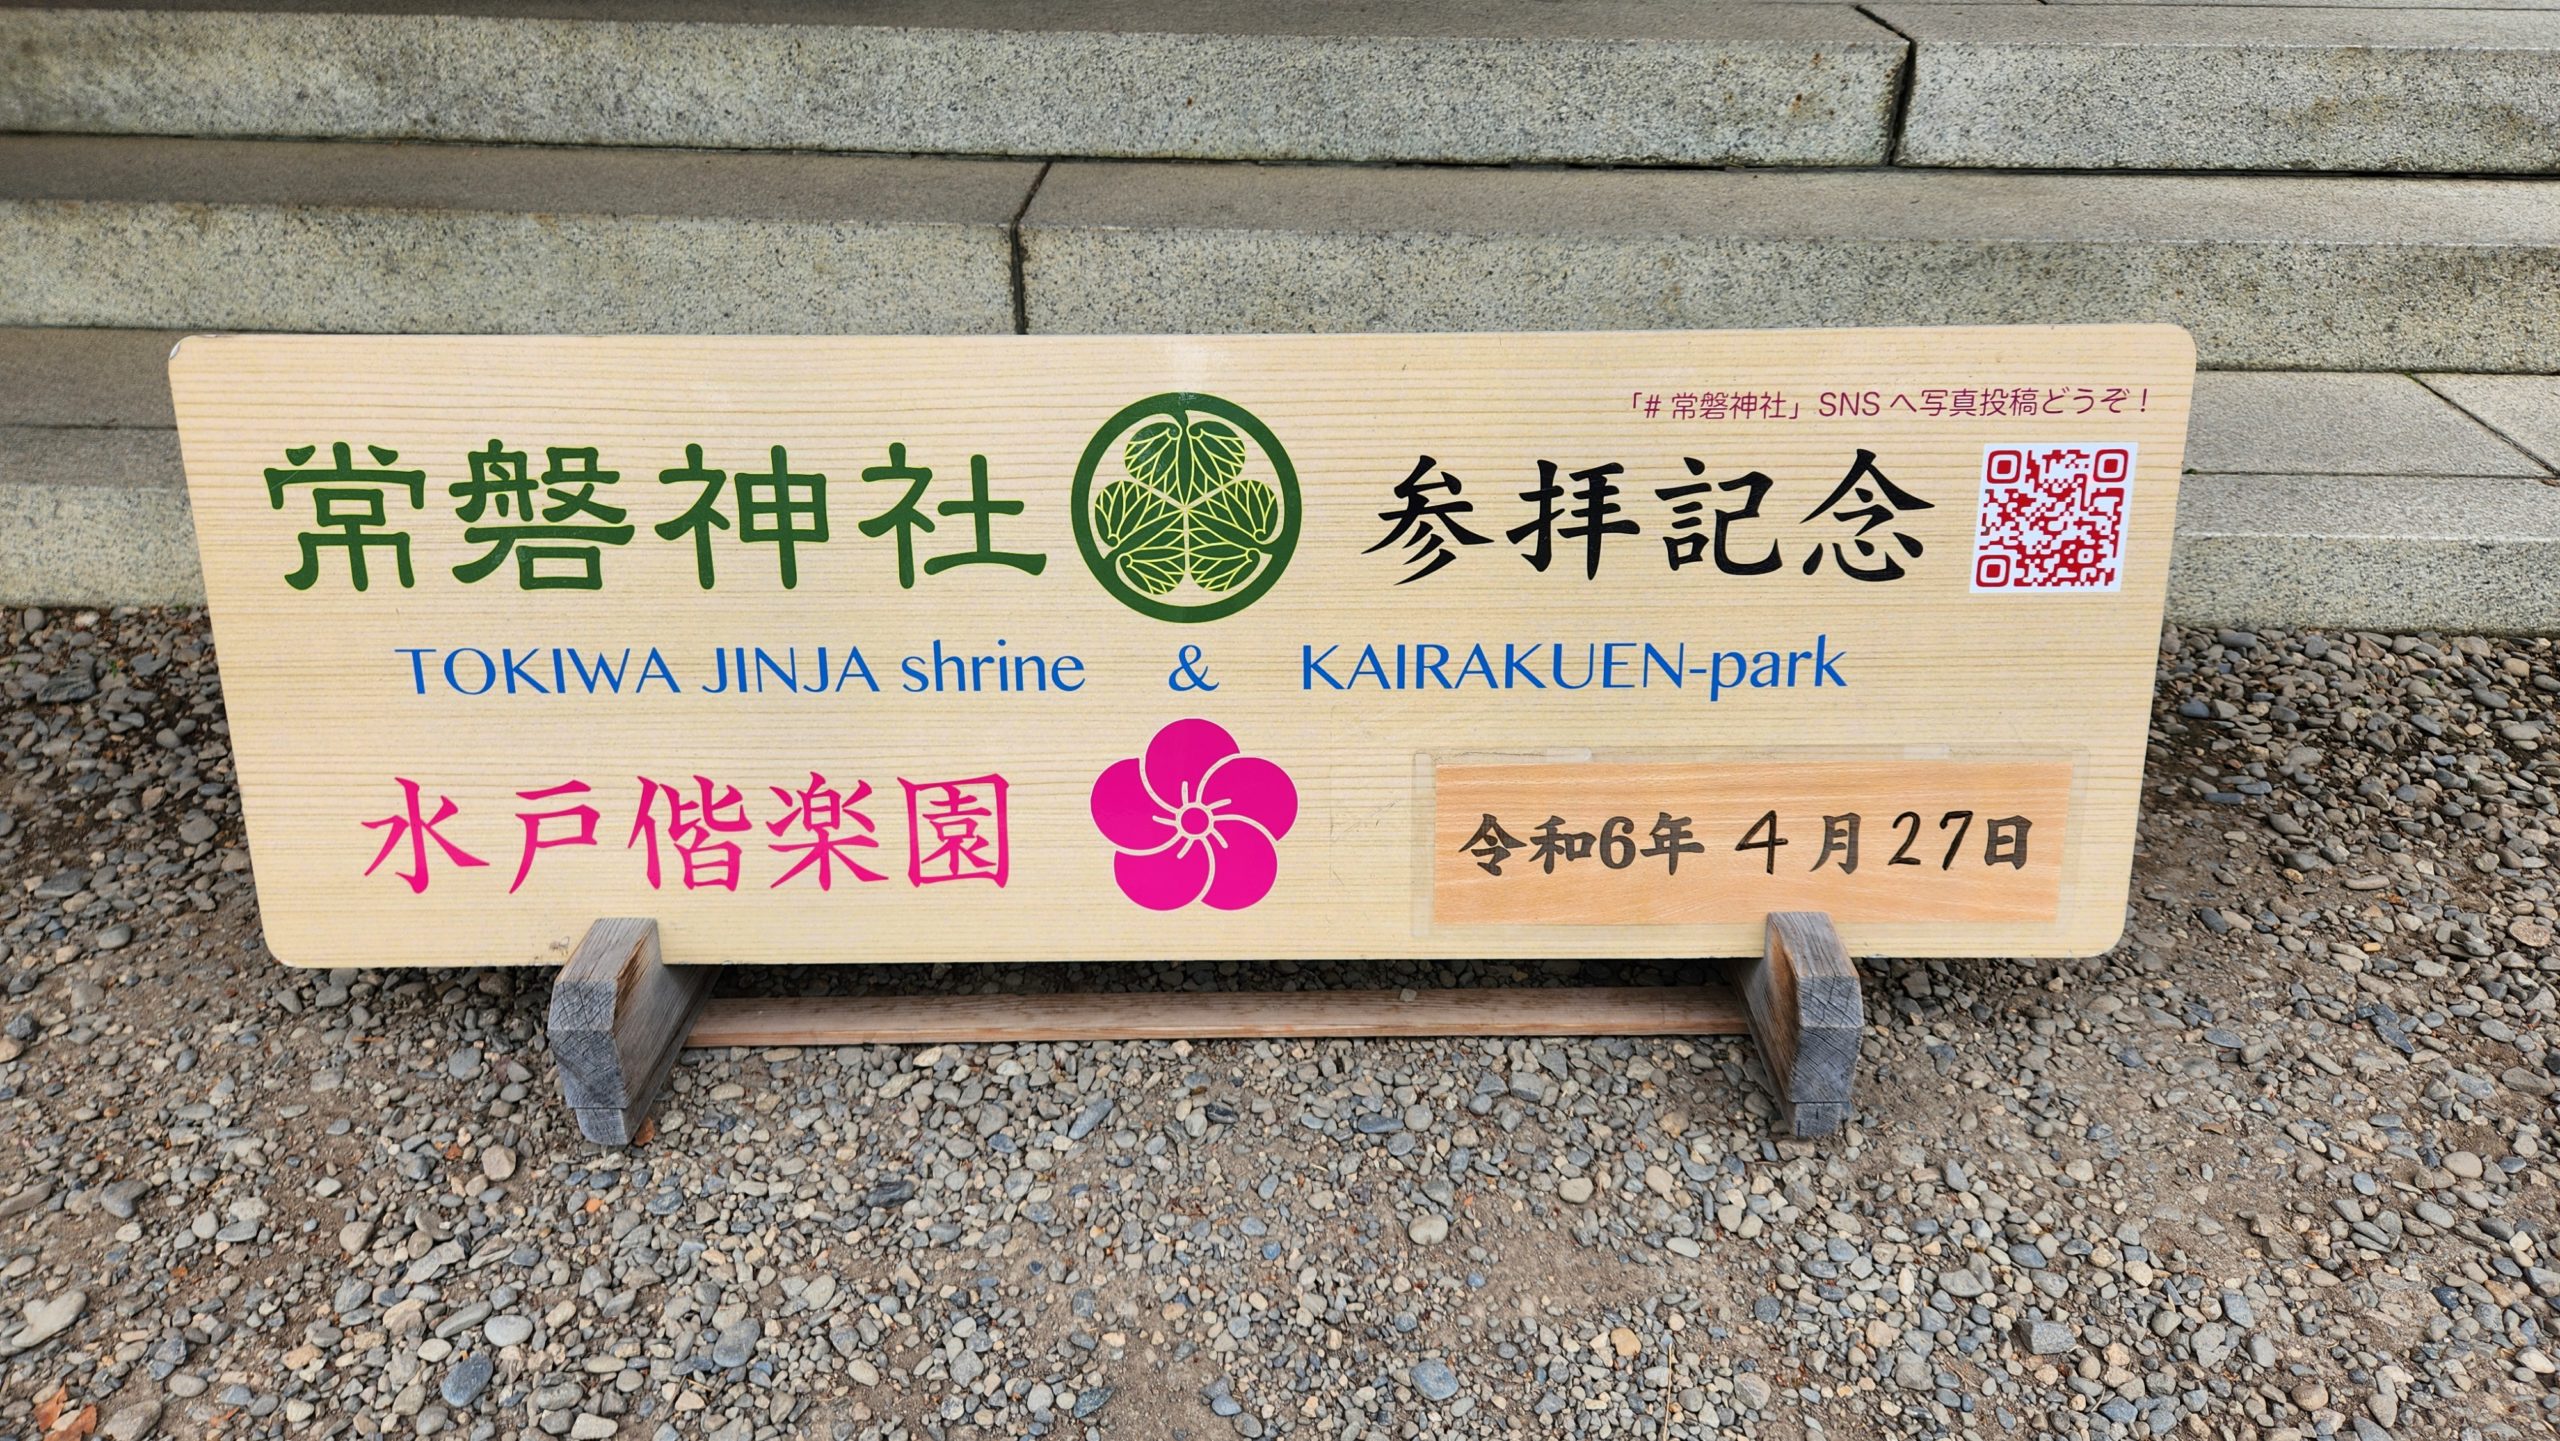 「# 常磐神社」SNS へ写真投稿どうぞ！
常磐神社 参拝記念
TOKIWA JINJA shrine & KAIRAKUEN-park
水戸偕楽園
令和6年 4月27日